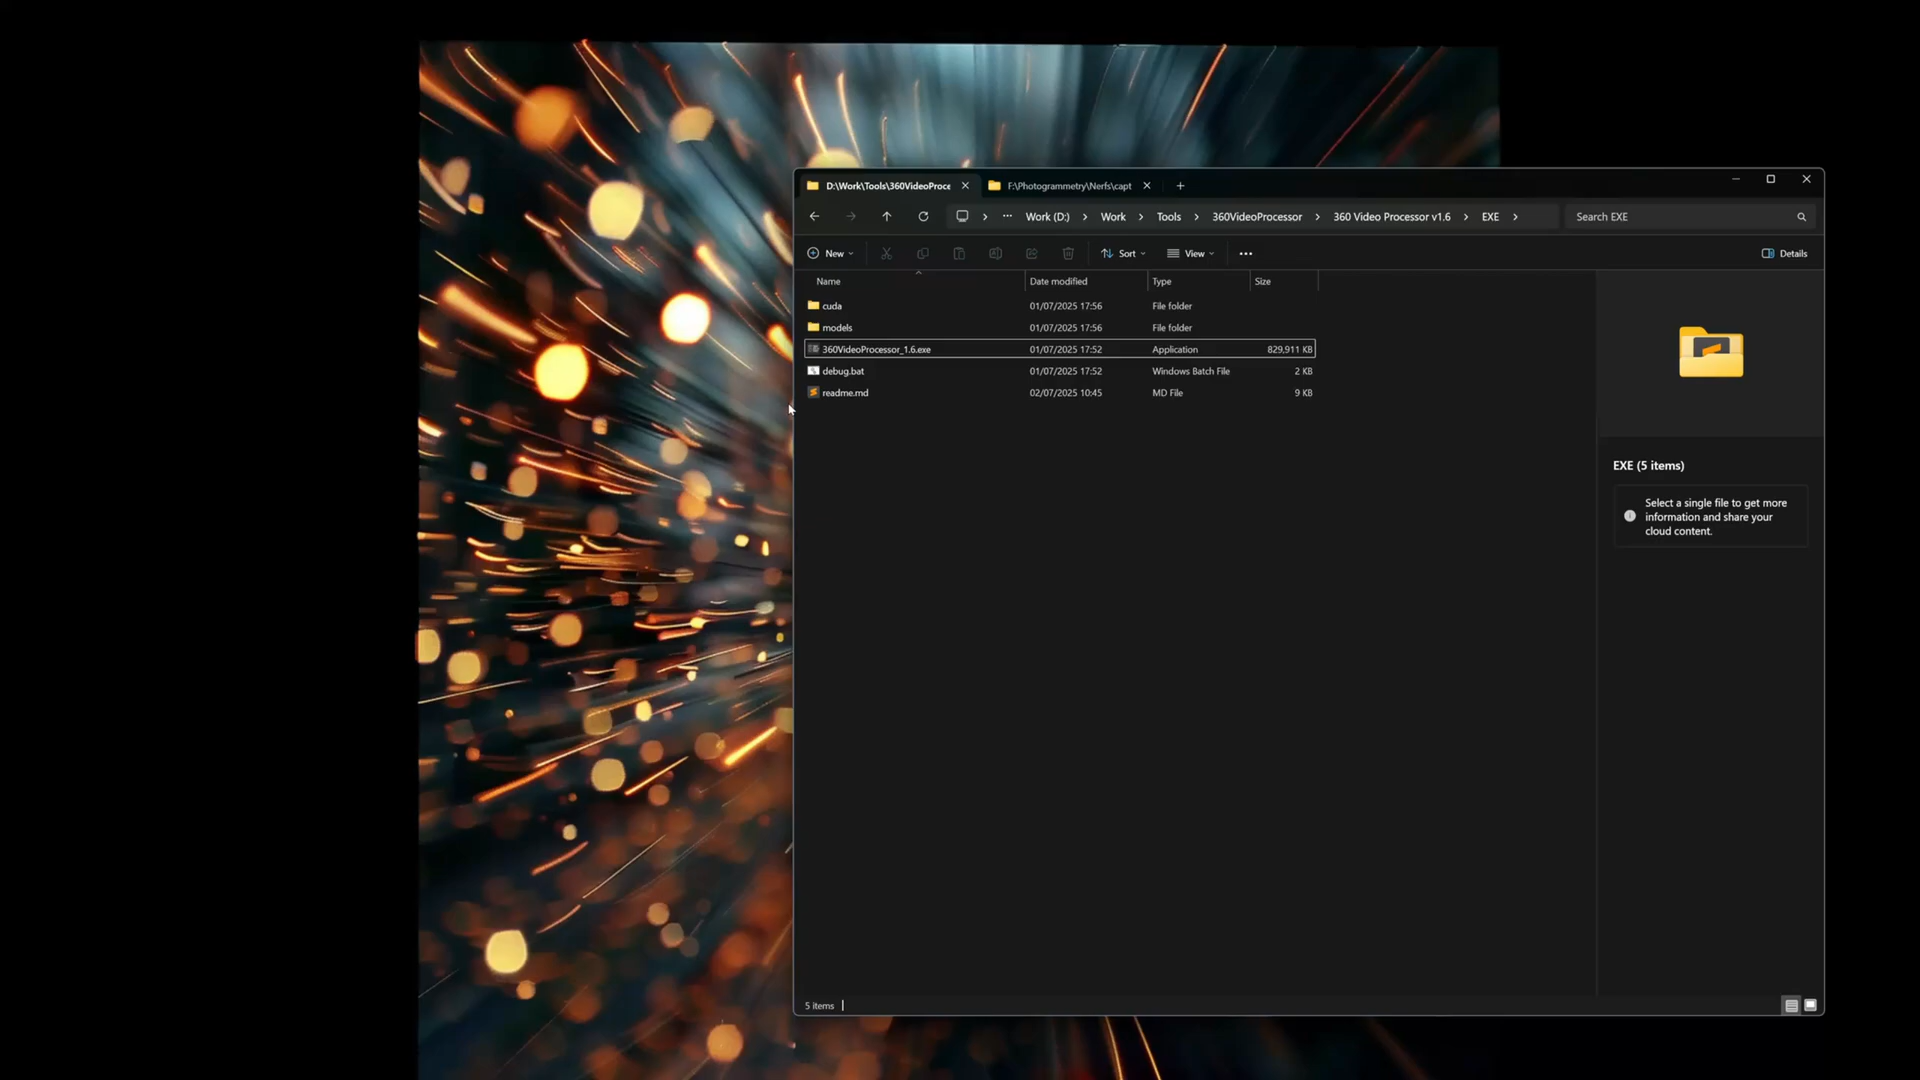 D:\Work\Tools\360VideoProce
F:\Photogrammetry\Nerfs\capt
Work (D:) > Work > Tools > 360VideoProcessor > 360 Video Processor v1.6 > EXE >
Search EXE
New
Sort
View
Details
Name Date modified Type Size
cuda 01/07/2025 17:56 File folder
models 01/07/2025 17:56 File folder
360VideoProcessor_1.6.exe 01/07/2025 17:52 Application 829,911 KB
debug.bat 01/07/2025 17:52 Windows Batch File 2 KB
readme.md 02/07/2025 10:45 MD File 9 KB
EXE (5 items)
Select a single file to get more
information and share your
cloud content.
5 items